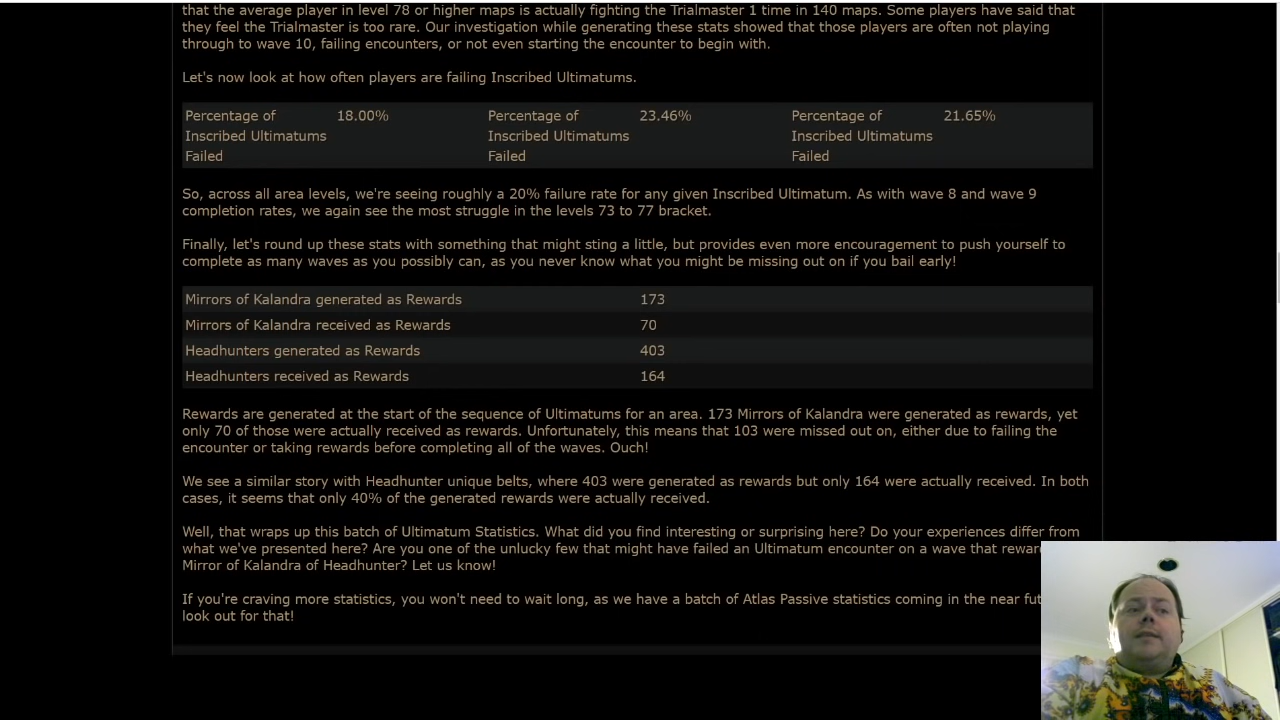 that the average player in level 78 or higher maps is actually fighting the Trialmaster 1 time in 140 maps. Some players have said that
they feel the Trialmaster is too rare. Our investigation while generating these stats showed that those players are often not playing
through to wave 10, failing encounters, or not even starting the encounter to begin with.
Let's now look at how often players are failing Inscribed Ultimatums.
Percentage of Inscribed Ultimatums Failed 18.00%
Percentage of Inscribed Ultimatums Failed 23.46%
Percentage of Inscribed Ultimatums Failed 21.65%
So, across all area levels, we're seeing roughly a 20% failure rate for any given Inscribed Ultimatum. As with wave 8 and wave 9
completion rates, we again see the most struggle in the levels 73 to 77 bracket.
Finally, let's round up these stats with something that might sting a little, but provides even more encouragement to push yourself to
complete as many waves as you possibly can, as you never know what you might be missing out on if you bail early!
Mirrors of Kalandra generated as Rewards 173
Mirrors of Kalandra received as Rewards 70
Headhunters generated as Rewards 403
Headhunters received as Rewards 164
Rewards are generated at the start of the sequence of Ultimatums for an area. 173 Mirrors of Kalandra were generated as rewards, yet
only 70 of those were actually received as rewards. Unfortunately, this means that 103 were missed out on, either due to failing the
encounter or taking rewards before completing all of the waves. Ouch!
We see a similar story with Headhunter unique belts, where 403 were generated as rewards but only 164 were actually received. In both
cases, it seems that only 40% of the generated rewards were actually received.
Well, that wraps up this batch of Ultimatum Statistics. What did you find interesting or surprising here? Do your experiences differ from
what we've presented here? Are you one of the unlucky few that might have failed an Ultimatum encounter on a wave that
Mirror of Kalandra of Headhunter? Let us know!
If you're craving more statistics, you won't need to wait long, as we have a batch of Atlas Passive statistics coming in the near
look out for that!